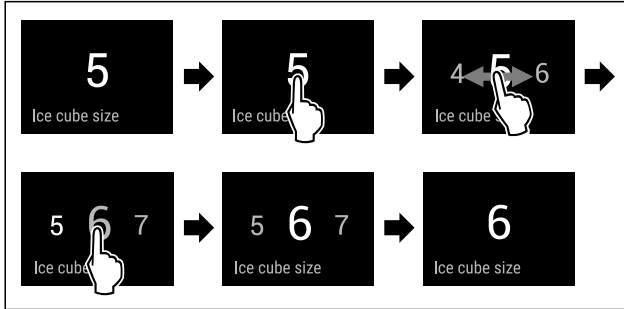 5
Ice cube size
5
Ice cube
4 5 6
Ice cube s
5 6 7
Ice cub
5 6 7
Ice cube size
6
Ice cube size